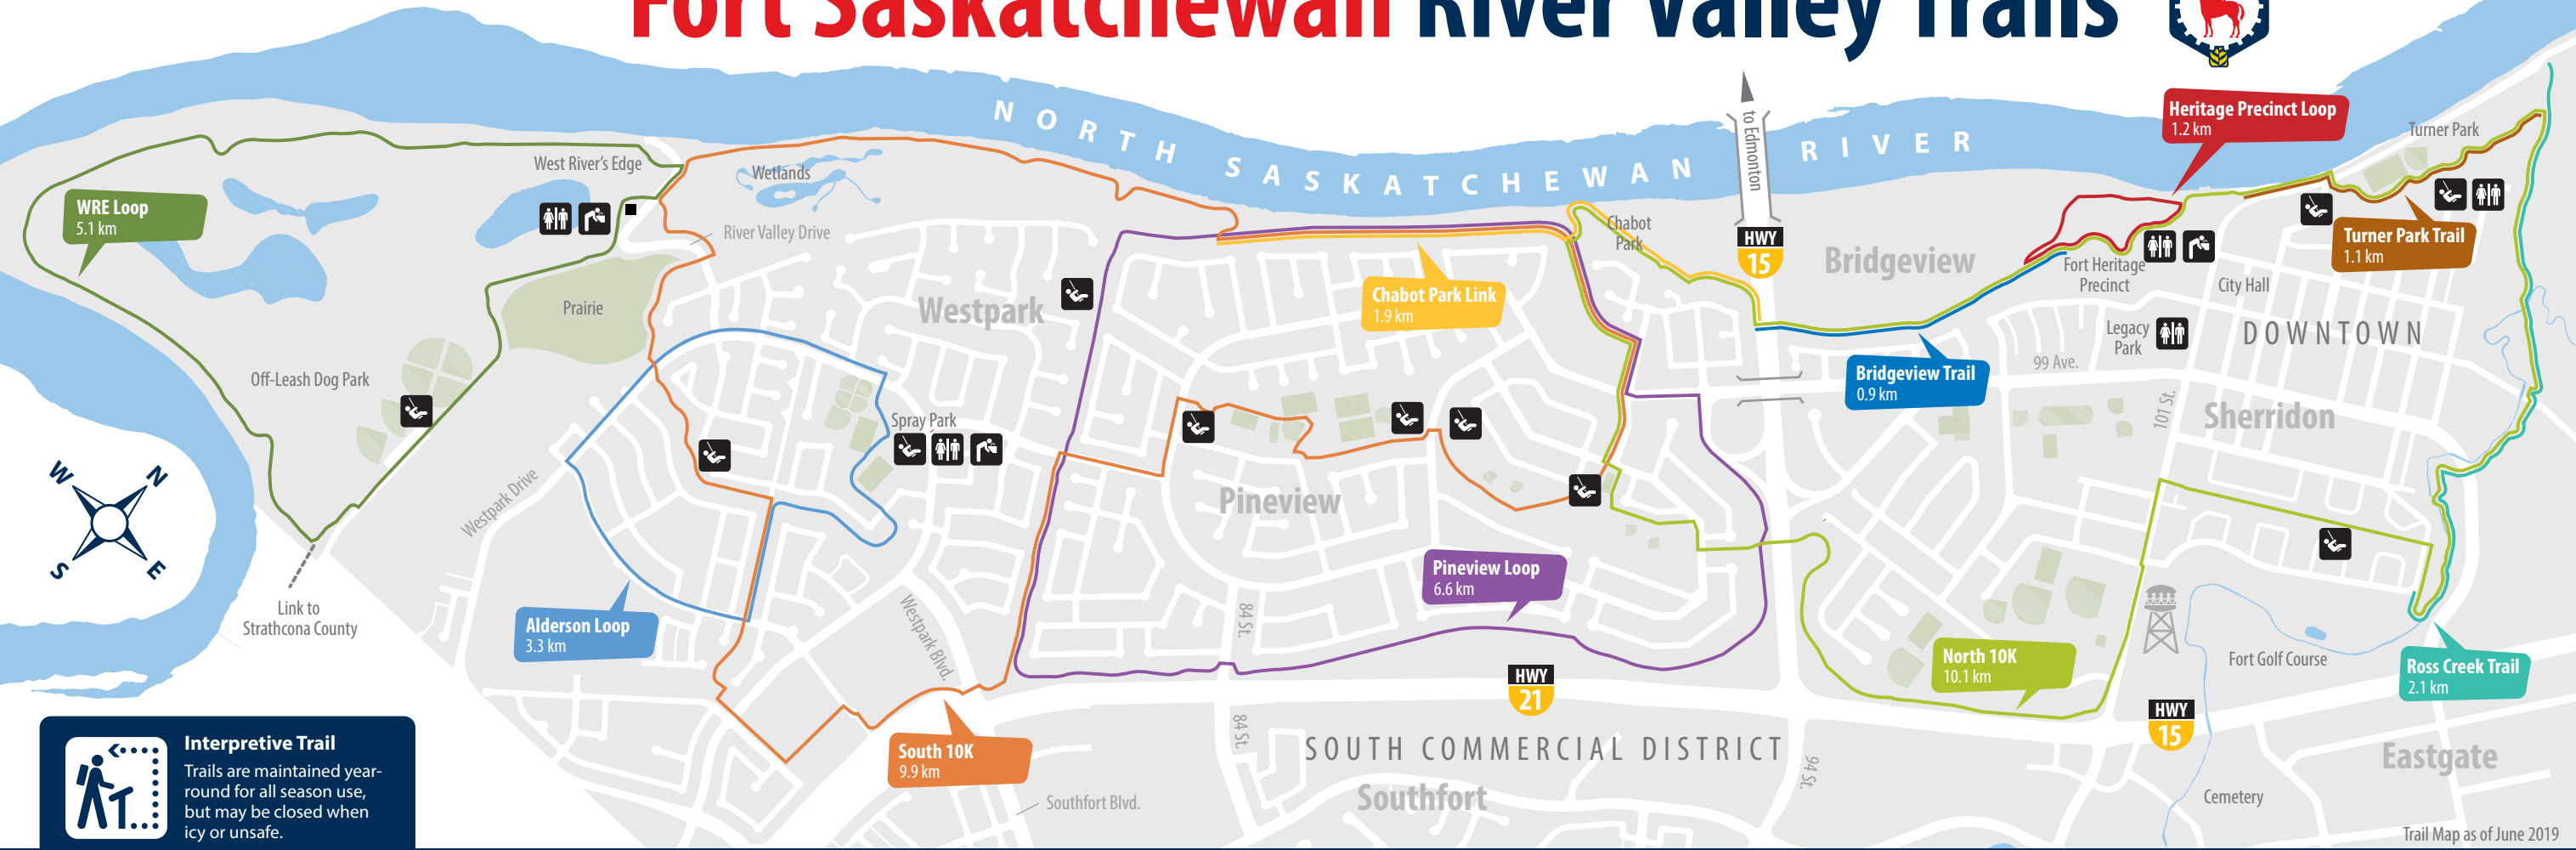 Fort Saskatchewan River Valley Trails
NORTH SASKATCHEWAN RIVER
to Edmonton
HWY
15
Heritage Precinct Loop
1.2 km
Turner Park
Turner Park Trail
1.1 km
West River's Edge
Wetlands
River Valley Drive
WRE Loop
5.1 km
Prairie
Off-Leash Dog Park
Westpark
Chabot
Park
Chabot Park Link
1.9 km
Bridgeview
Bridgeview Trail
0.9 km
Fort Heritage
Precinct
City Hall
Legacy
Park
DOWNTOWN
99 Ave.
101 St.
Sherridon
Spray Park
Westpark Drive
Pineview
Pineview Loop
6.6 km
W
N
S
E
Link to
Strathcona County
Alderson Loop
3.3 km
Westpark Blvd.
84 St.
84 St.
HWY
21
North 10K
10.1 km
Fort Golf Course
Ross Creek Trail
2.1 km
HWY
15
South 10K
9.9 km
SOUTH COMMERCIAL DISTRICT
94 St.
Southfort
Southfort Blvd.
Eastgate
Cemetery
Interpretive Trail
Trails are maintained year-
round for all season use,
but may be closed when
icy or unsafe.
Trail Map as of June 2019